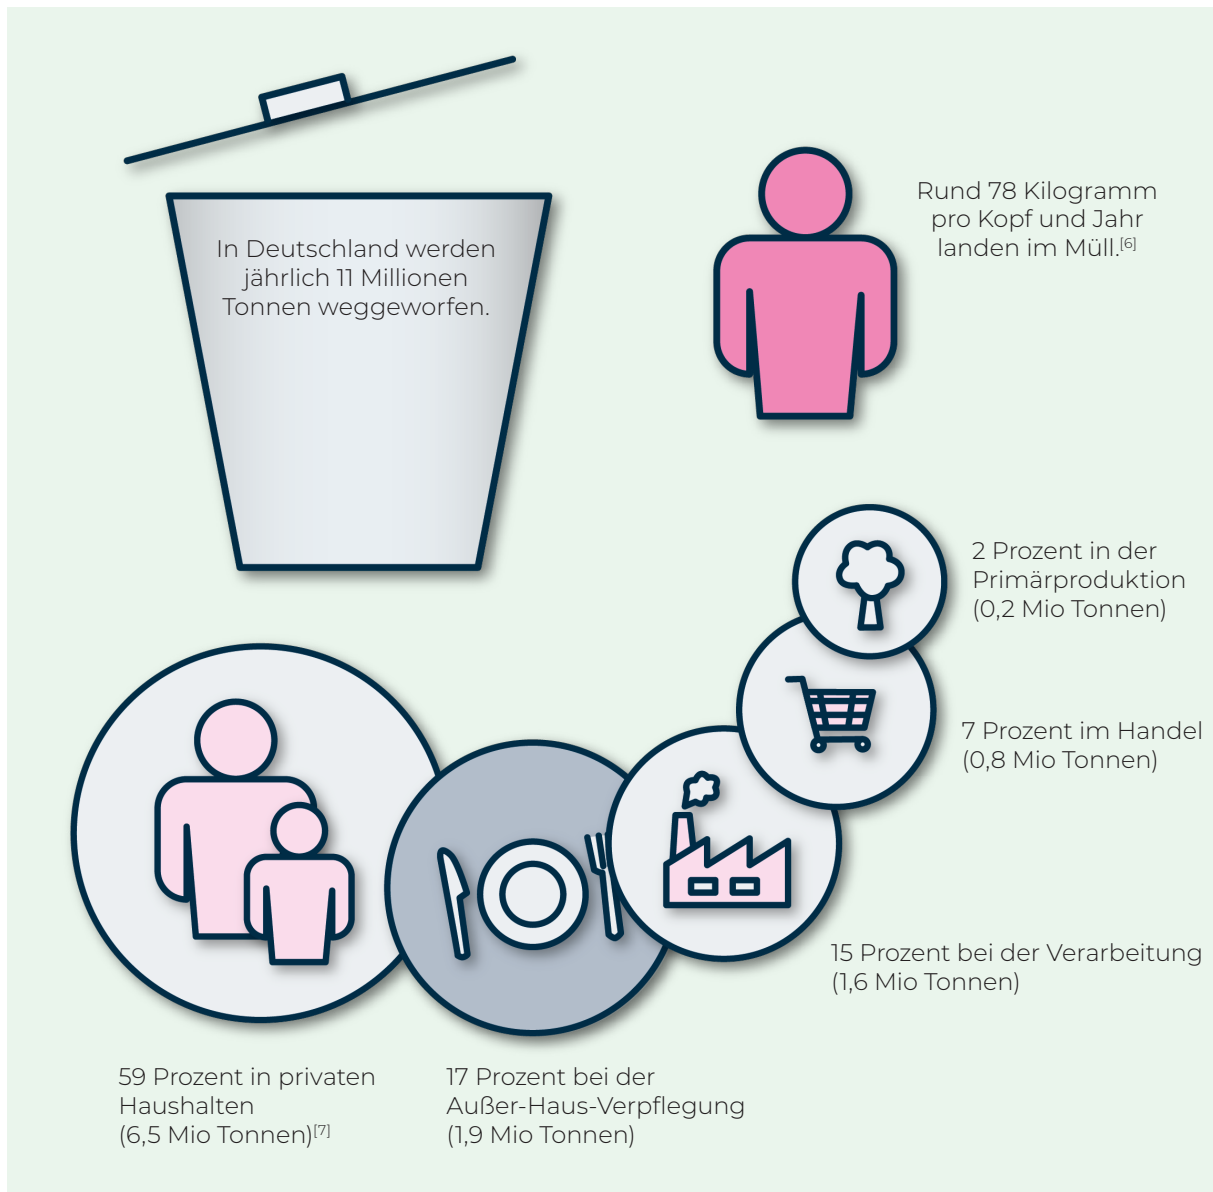 In Deutschland werden
jährlich 11 Millionen
Tonnen weggeworfen.
Rund 78 Kilogramm
pro Kopf und Jahr
landen im Müll.[6]
2 Prozent in der
Primärproduktion
(0,2 Mio Tonnen)
7 Prozent im Handel
(0,8 Mio Tonnen)
15 Prozent bei der Verarbeitung
(1,6 Mio Tonnen)
59 Prozent in privaten
Haushalten
(6,5 Mio Tonnen)[7]
17 Prozent bei der
Außer-Haus-Verpflegung
(1,9 Mio Tonnen)